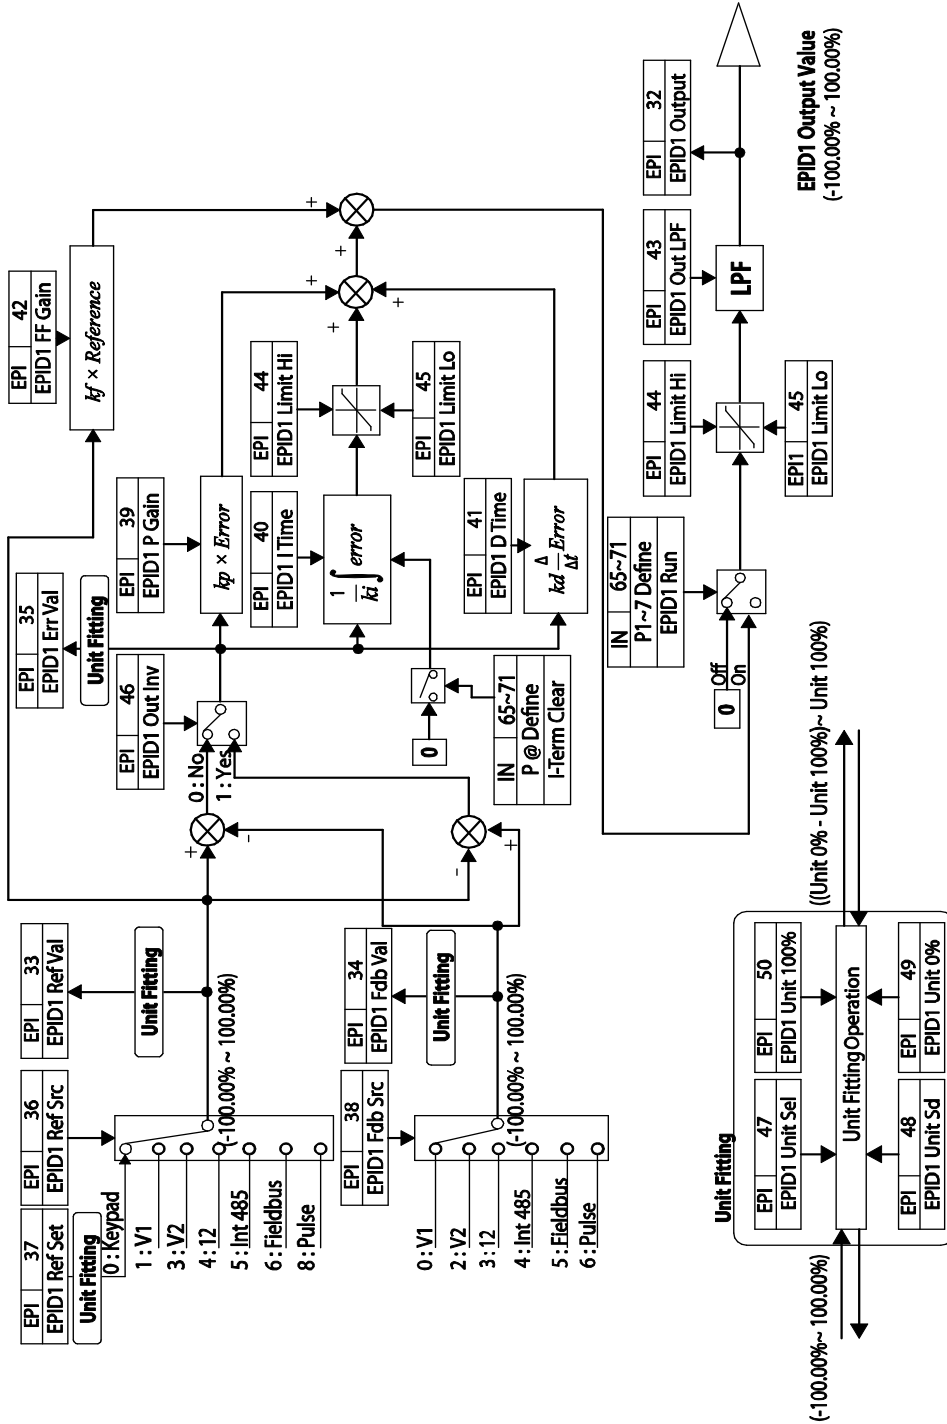 EPI 37
EPID1 Ref Set
Unit Fitting
EPI 36
EPID1 Ref Src
EPI 33
EPID1 Ref Val
Unit Fitting
0 : Keypad
1 : V1
3 : V2
4 : 12
5 : Int 485
6 : Fieldbus
8 : Pulse
(-100.00% ~ 100.00%)
EPI 38
EPID1 Fdb Src
EPI 34
EPID1 Fdb Val
Unit Fitting
0 : V1
2 : V2
3 : 12
4 : Int 485
5 : Fieldbus
6 : Pulse
(-100.00% ~ 100.00%)
+
-
-
+
0 : No
1 : Yes
EPI 46
EPID1 Out Inv
EPI 35
EPID1 Err Val
Unit Fitting
EPI 39
EPID1 P Gain
kp × Error
EPI 42
EPID1 FF Gain
kf × Reference
EPI 40
EPID1 I Time
1/ki ∫ error
EPI 44
EPID1 Limit Hi
EPI 45
EPID1 Limit Lo
EPI 41
EPID1 D Time
kd Δ/Δt Error
0
IN 65~71
P @ Define
I-Term Clear
+
+
+
+
+
0
Off
On
IN 65~71
P1~7 Define
EPID1 Run
EPI 44
EPID1 Limit Hi
EPI1 45
EPID1 Limit Lo
EPI 43
EPID1 Out LPF
LPF
EPI 32
EPID1 Output
EPID1 Output Value
(-100.00% ~ 100.00%)
Unit Fitting
EPI 47
EPID1 Unit Sel
EPI 50
EPID1 Unit 100%
Unit Fitting Operation
EPI 48
EPID1 Unit Sd
EPI 49
EPID1 Unit 0%
(-100.00%~ 100.00%)
((Unit 0% - Unit 100%)~ Unit 100%)